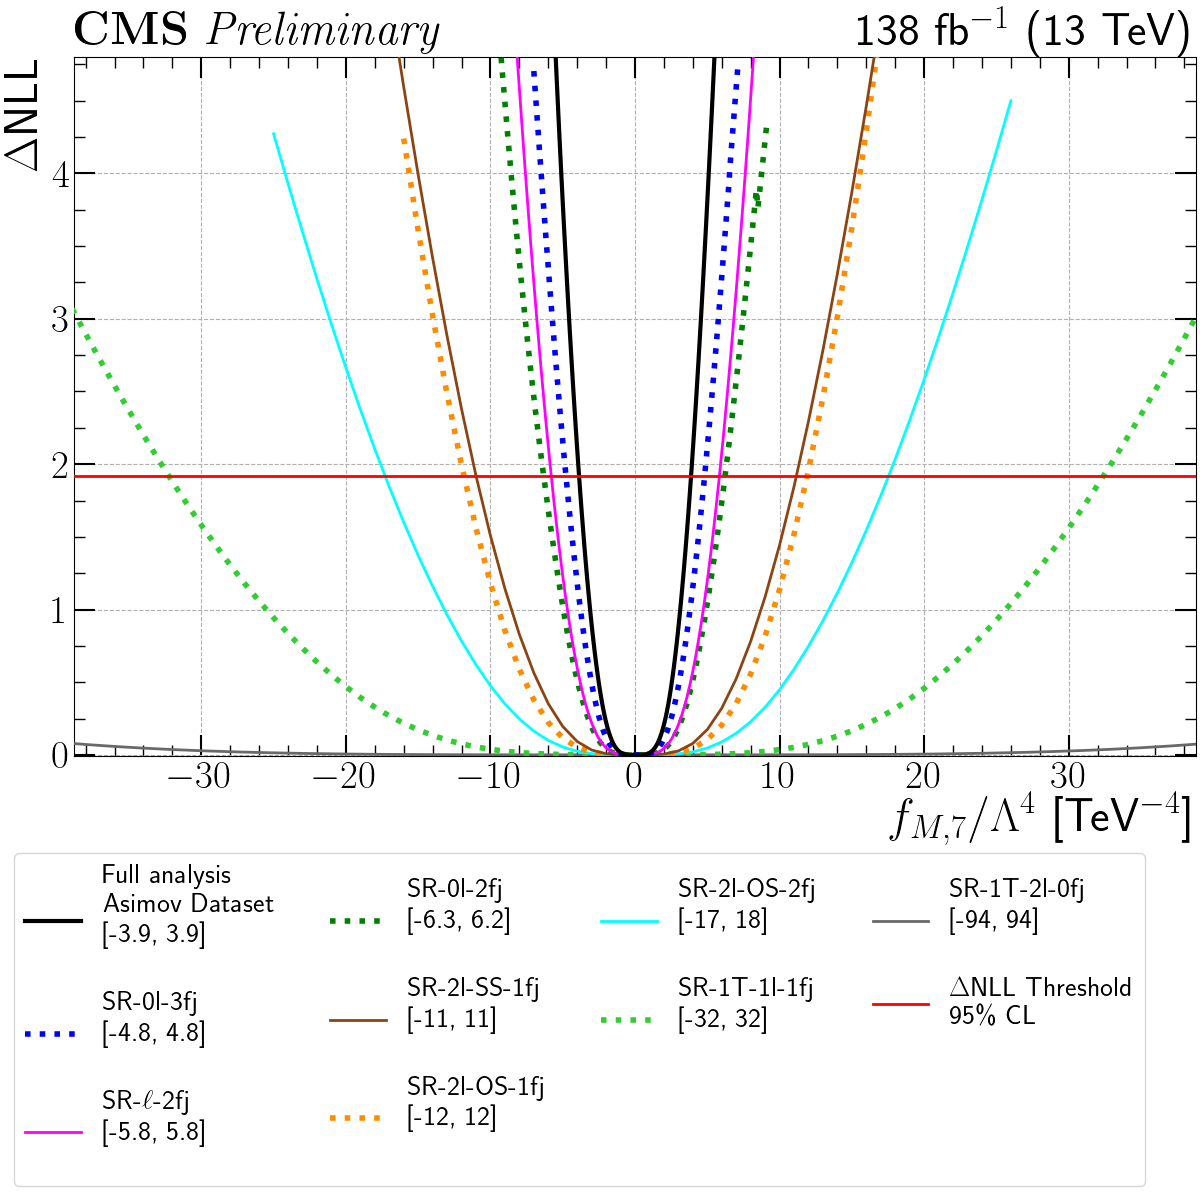 CMS Preliminary 138 fb⁻¹ (13 TeV)
ΔNLL
4
3
2
1
0
−30 −20 −10 0 10 20 30
f_{M,7}/Λ⁴ [TeV⁻⁴]
Full analysis
Asimov Dataset
[-3.9, 3.9]
SR-0l-3fj
[-4.8, 4.8]
SR-ℓ-2fj
[-5.8, 5.8]
SR-0l-2fj
[-6.3, 6.2]
SR-2l-SS-1fj
[-11, 11]
SR-2l-OS-1fj
[-12, 12]
SR-2l-OS-2fj
[-17, 18]
SR-1T-1l-1fj
[-32, 32]
SR-1T-2l-0fj
[-94, 94]
ΔNLL Threshold
95% CL